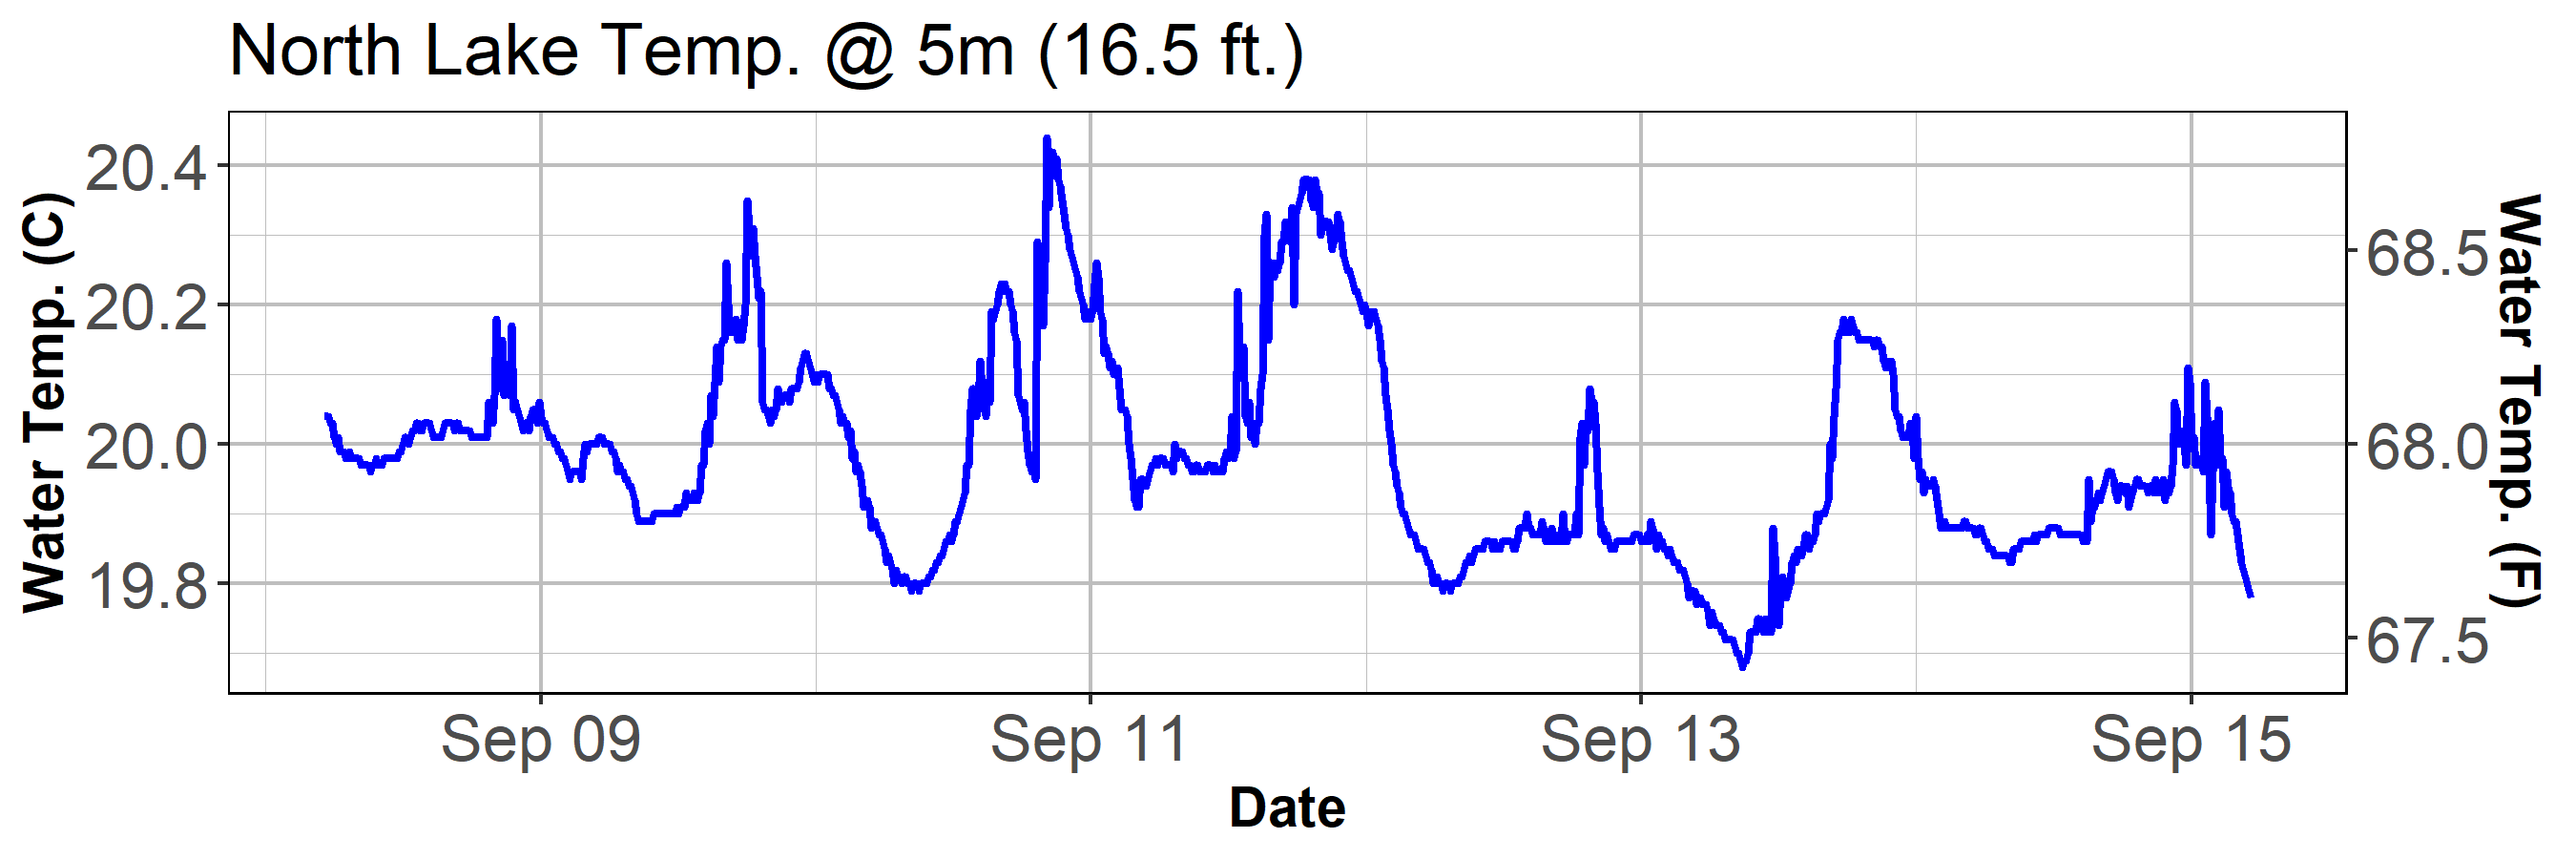 North Lake Temp. @ 5m (16.5 ft.)
Water Temp. (C)
20.4
20.2
20.0
19.8
68.5
68.0
67.5
Water Temp. (F)
Sep 09 Sep 11 Sep 13 Sep 15
Date